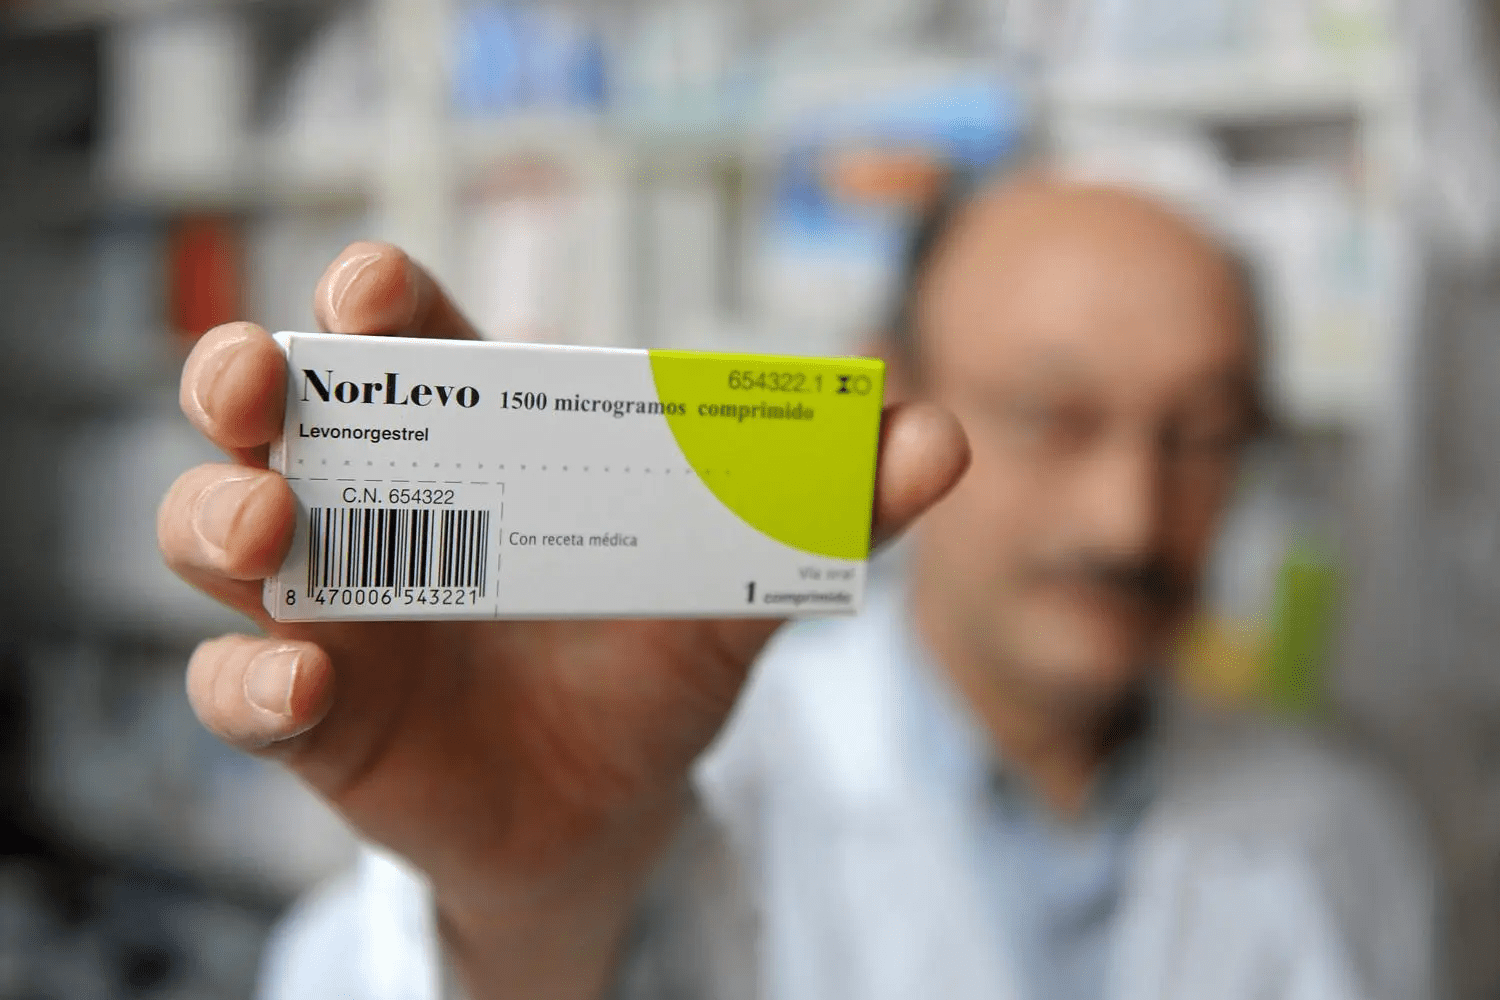 654322.1
NorLevo 1500 microgramos comprimido
Levonorgestrel
C.N. 654322
Con receta médica
Vía oral
1 comprimido
8 470006 543221